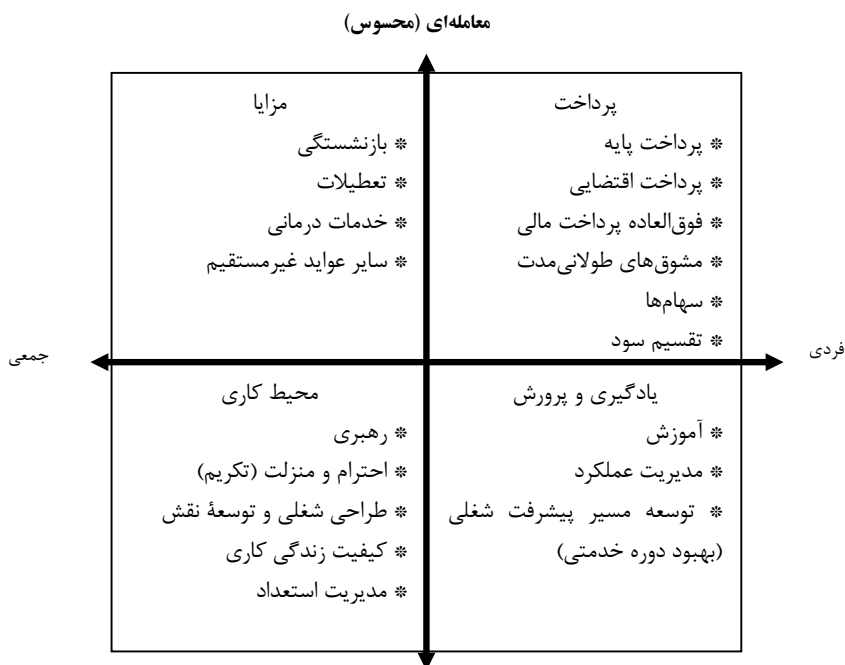 معامله‌ای (محسوس)
پرداخت
* پرداخت پایه
* پرداخت اقتضایی
* فوق‌العاده پرداخت مالی
* مشوق‌های طولانی‌مدت
* سهام‌ها
* تقسیم سود
مزایا
* بازنشستگی
* تعطیلات
* خدمات درمانی
* سایر عواید غیرمستقیم
فردی
جمعی
یادگیری و پرورش
* آموزش
* مدیریت عملکرد
* توسعه مسیر پیشرفت شغلی
(بهبود دوره خدمتی)
محیط کاری
* رهبری
* احترام و منزلت (تکریم)
* طراحی شغلی و توسعۀ نقش
* کیفیت زندگی کاری
* مدیریت استعداد